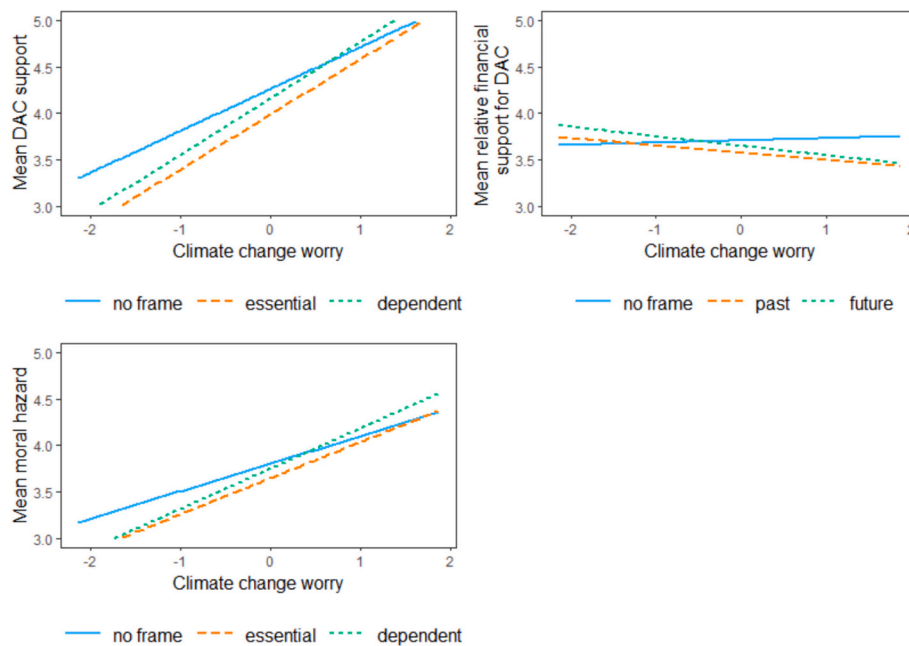 Mean DAC support
5.0
4.5
4.0
3.5
3.0
-2 -1 0 1 2
Climate change worry
no frame essential dependent
Mean relative financial
support for DAC
5.0
4.5
4.0
3.5
3.0
-2 -1 0 1 2
Climate change worry
no frame past future
Mean moral hazard
5.0
4.5
4.0
3.5
3.0
-2 -1 0 1 2
Climate change worry
no frame essential dependent